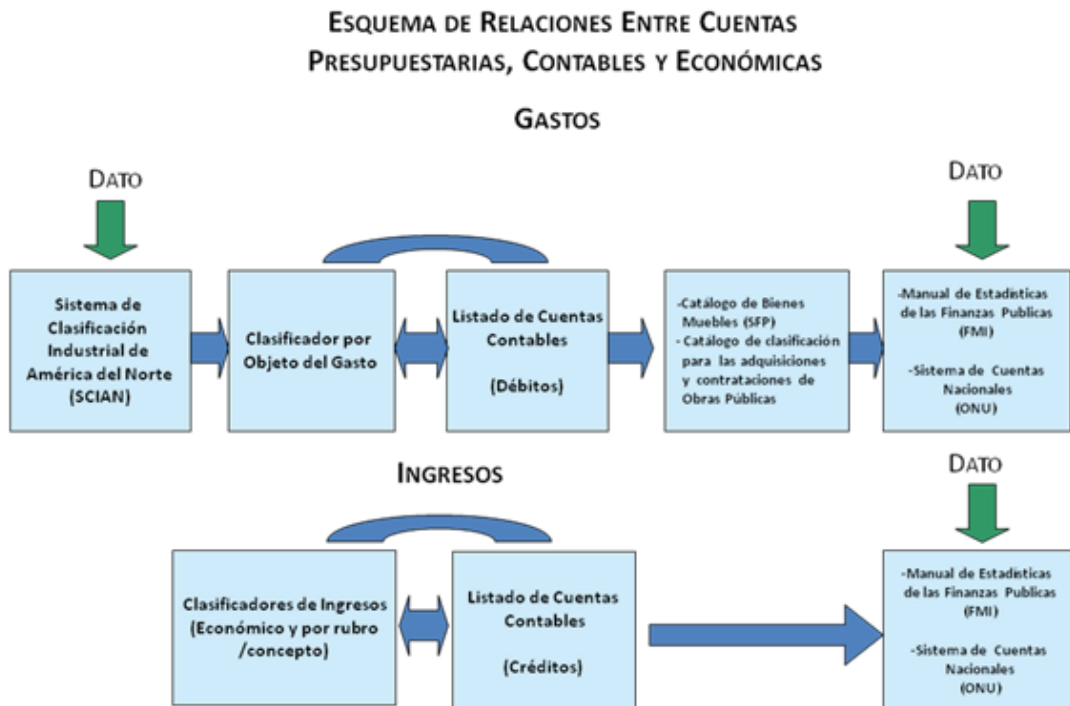 ESQUEMA DE RELACIONES ENTRE CUENTAS
PRESUPUESTARIAS, CONTABLES Y ECONÓMICAS
GASTOS
DATO
DATO
Sistema de
Clasificación
Industrial de
América del Norte
(SCIAN)
Clasificador por
Objeto del Gasto
Listado de Cuentas
Contables
(Débitos)
-Catálogo de Bienes
Muebles (SFP)
- Catálogo de clasificación
para las adquisiciones
y contrataciones de
Obras Públicas
-Manual de Estadísticas
de las Finanzas Publicas
(FMI)
-Sistema de Cuentas
Nacionales
(ONU)
INGRESOS
DATO
Clasificadores de Ingresos
(Económico y por rubro
/concepto)
Listado de Cuentas
Contables
(Créditos)
-Manual de Estadísticas
de las Finanzas Publicas
(FMI)
-Sistema de Cuentas
Nacionales
(ONU)